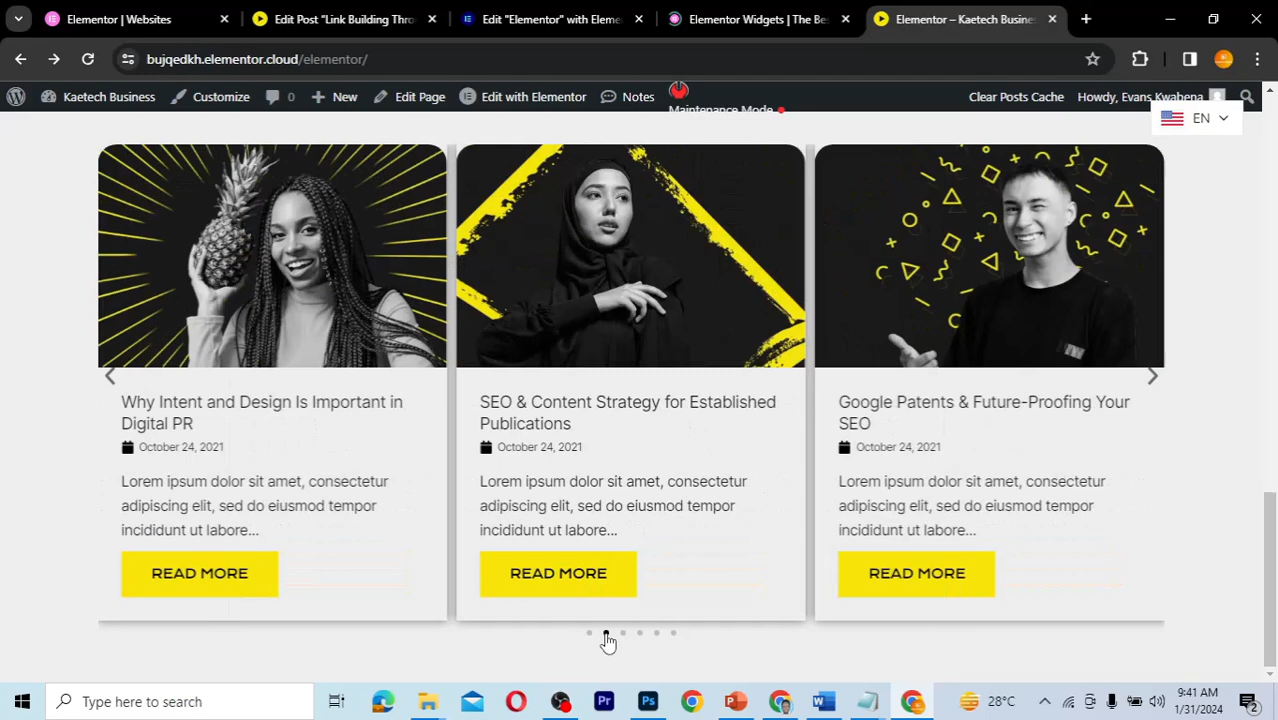 Elementor | Websites
Edit Post "Link Building Thro
Edit "Elementor" with Eleme
Elementor Widgets | The Be
Elementor – Kaetech Busine
bujqedkh.elementor.cloud/elementor/
Kaetech Business
Customize
0
New
Edit Page
Edit with Elementor
Notes
Maintenance Mode
Clear Posts Cache
Howdy, Evans Kwabena
EN
Why Intent and Design Is Important in
Digital PR
October 24, 2021
Lorem ipsum dolor sit amet, consectetur
adipiscing elit, sed do eiusmod tempor
incididunt ut labore...
READ MORE
SEO & Content Strategy for Established
Publications
October 24, 2021
Lorem ipsum dolor sit amet, consectetur
adipiscing elit, sed do eiusmod tempor
incididunt ut labore...
READ MORE
Google Patents & Future-Proofing Your
SEO
October 24, 2021
Lorem ipsum dolor sit amet, consectetur
adipiscing elit, sed do eiusmod tempor
incididunt ut labore...
READ MORE
Type here to search
Pr
Ps
28°C
9:41 AM
1/31/2024
2